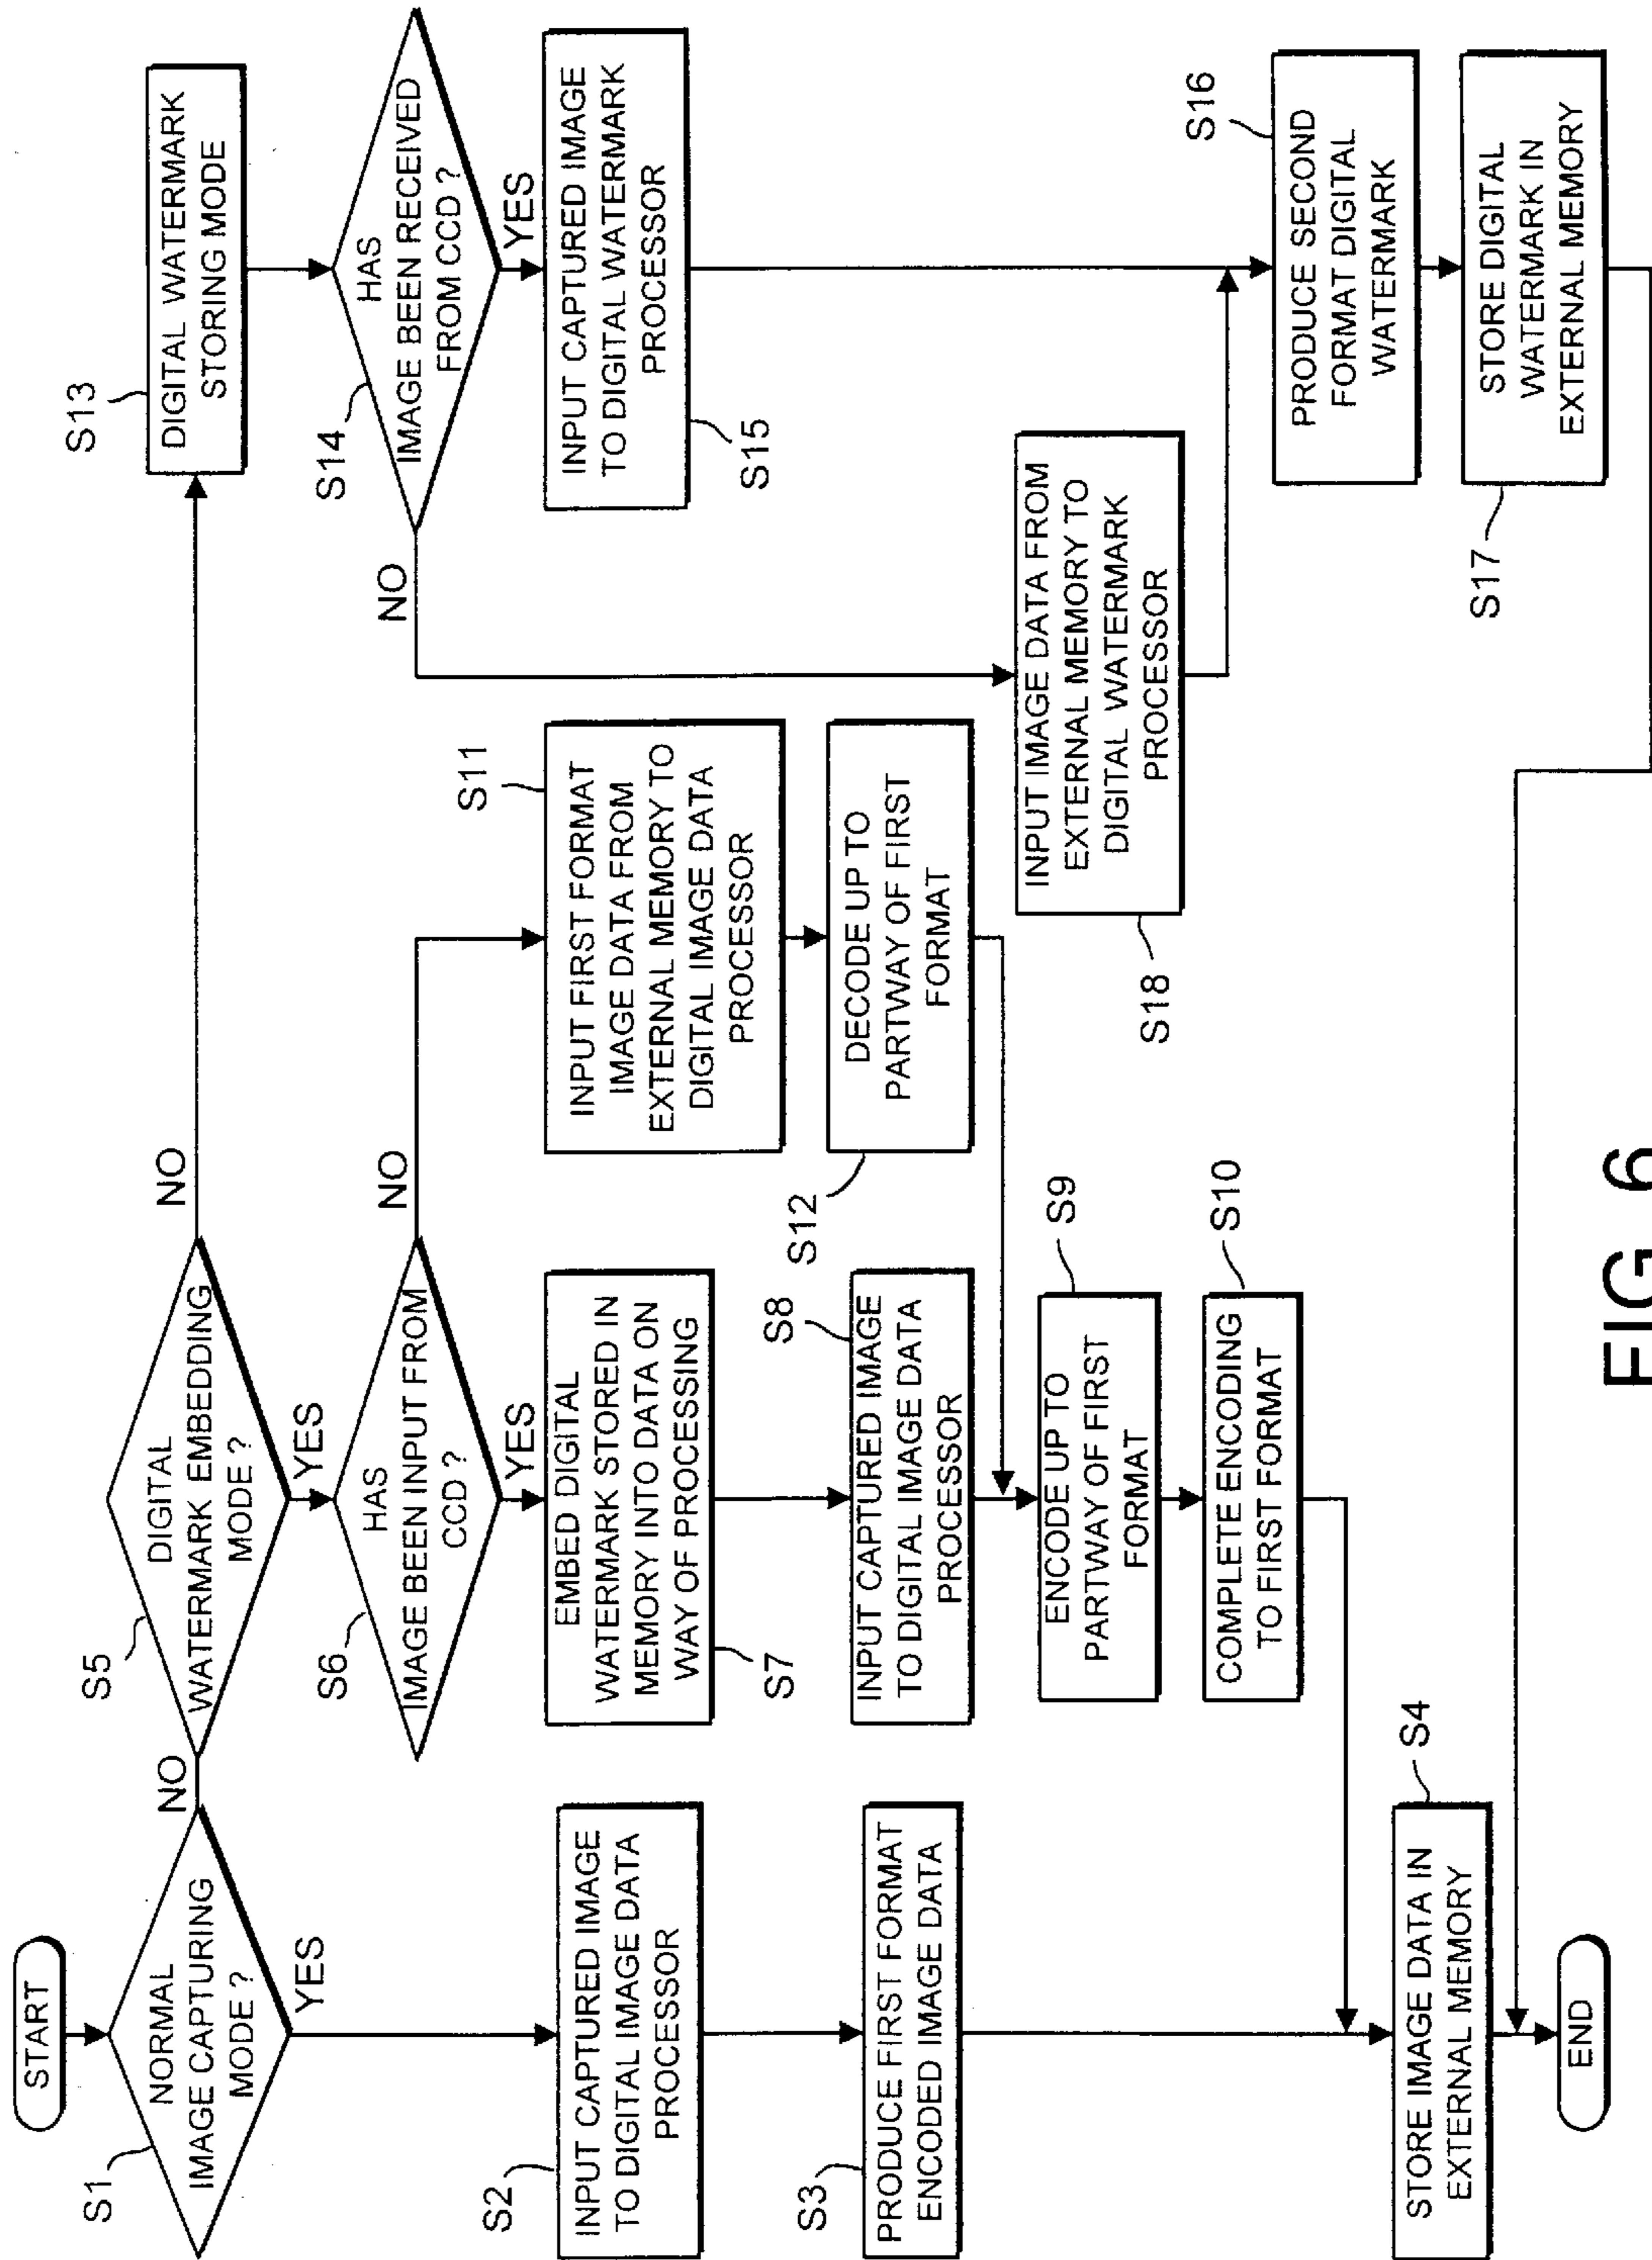 START
S1
NORMAL
IMAGE CAPTURING
MODE ?
NO
YES
S2
INPUT CAPTURED IMAGE
TO DIGITAL IMAGE DATA
PROCESSOR
S3
PRODUCE FIRST FORMAT
ENCODED IMAGE DATA
S4
STORE IMAGE DATA IN
EXTERNAL MEMORY
END
S5
DIGITAL
WATERMARK EMBEDDING
MODE ?
NO
YES
S6
HAS
IMAGE BEEN INPUT FROM
CCD ?
NO
YES
EMBED DIGITAL
WATERMARK STORED IN
MEMORY INTO DATA ON
WAY OF PROCESSING
S7
S8
INPUT CAPTURED IMAGE
TO DIGITAL IMAGE DATA
PROCESSOR
S9
ENCODE UP TO
PARTWAY OF FIRST
FORMAT
S10
COMPLETE ENCODING
TO FIRST FORMAT
S11
INPUT FIRST FORMAT
IMAGE DATA FROM
EXTERNAL MEMORY TO
DIGITAL IMAGE DATA
PROCESSOR
S12
DECODE UP TO
PARTWAY OF FIRST
FORMAT
S13
DIGITAL WATERMARK
STORING MODE
S14
HAS
IMAGE BEEN RECEIVED
FROM CCD ?
NO
YES
INPUT CAPTURED IMAGE
TO DIGITAL WATERMARK
PROCESSOR
S15
INPUT IMAGE DATA FROM
EXTERNAL MEMORY TO
DIGITAL WATERMARK
PROCESSOR
S18
S16
PRODUCE SECOND
FORMAT DIGITAL
WATERMARK
STORE DIGITAL
WATERMARK IN
EXTERNAL MEMORY
S17
FIG. 6